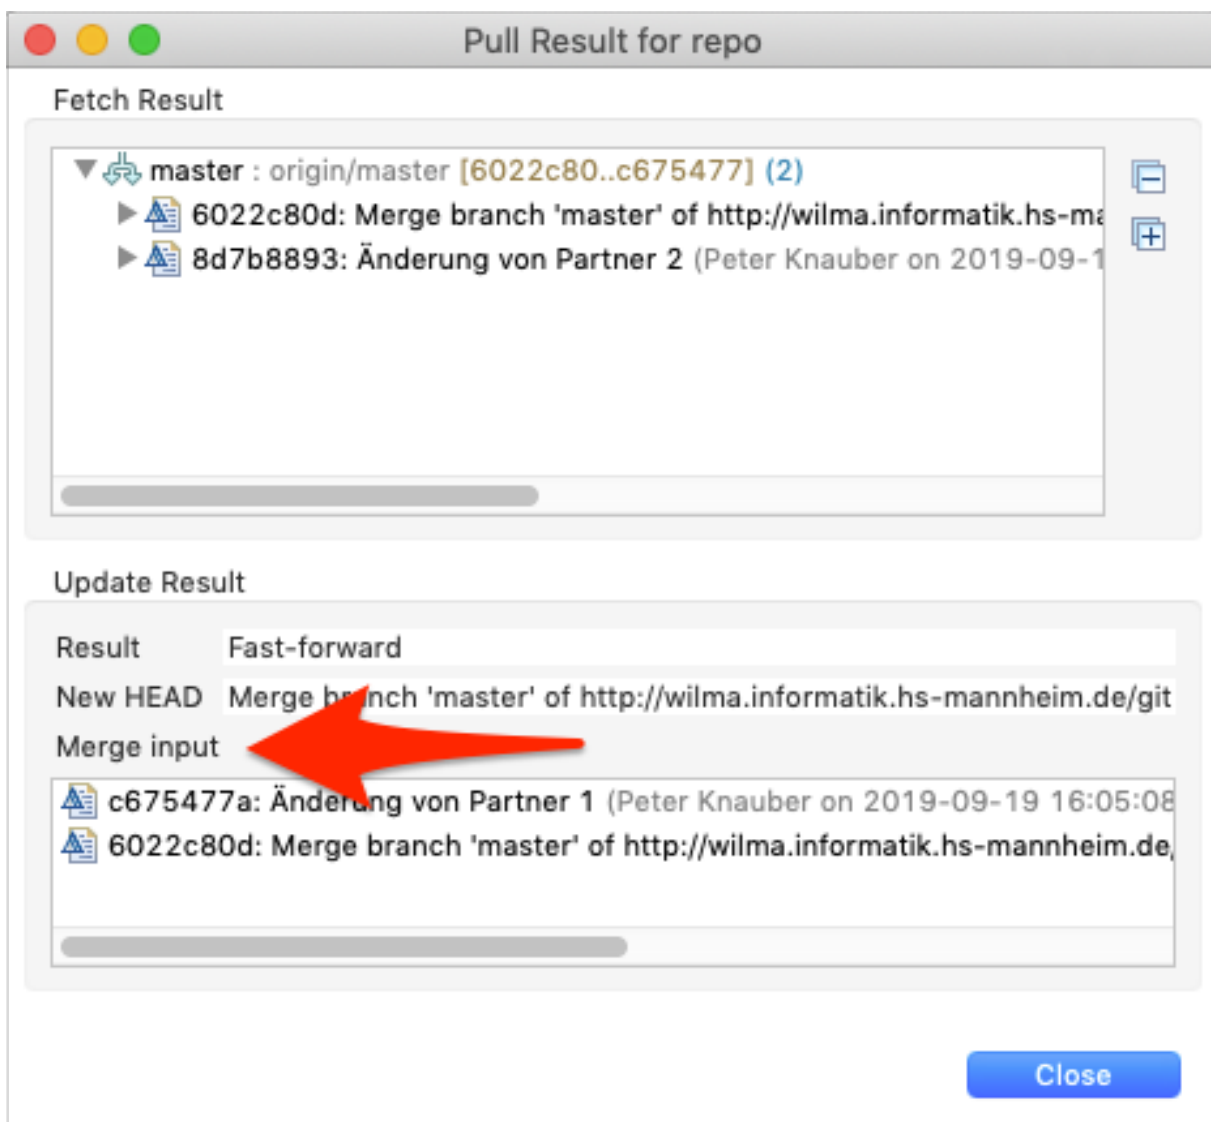 Pull Result for repo
Fetch Result
master : origin/master [6022c80..c675477] (2)
6022c80d: Merge branch 'master' of http://wilma.informatik.hs-ma
8d7b8893: Änderung von Partner 2 (Peter Knauber on 2019-09-1
Update Result
Result Fast-forward
New HEAD Merge branch 'master' of http://wilma.informatik.hs-mannheim.de/git
Merge input
c675477a: Änderung von Partner 1 (Peter Knauber on 2019-09-19 16:05:08
6022c80d: Merge branch 'master' of http://wilma.informatik.hs-mannheim.de,
Close